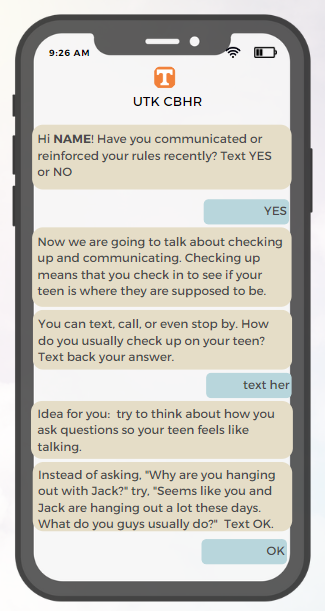 9:26 AM
T
UTK CBHR
Hi NAME! Have you communicated or
reinforced your rules recently? Text YES
or NO
YES
Now we are going to talk about checking
up and communicating. Checking up
means that you check in to see if your
teen is where they are supposed to be.
You can text, call, or even stop by. How
do you usually check up on your teen?
Text back your answer.
text her
Idea for you:  try to think about how you
ask questions so your teen feels like
talking.
Instead of asking, "Why are you hanging
out with Jack?" try, "Seems like you and
Jack are hanging out a lot these days.
What do you guys usually do?"  Text OK.
OK